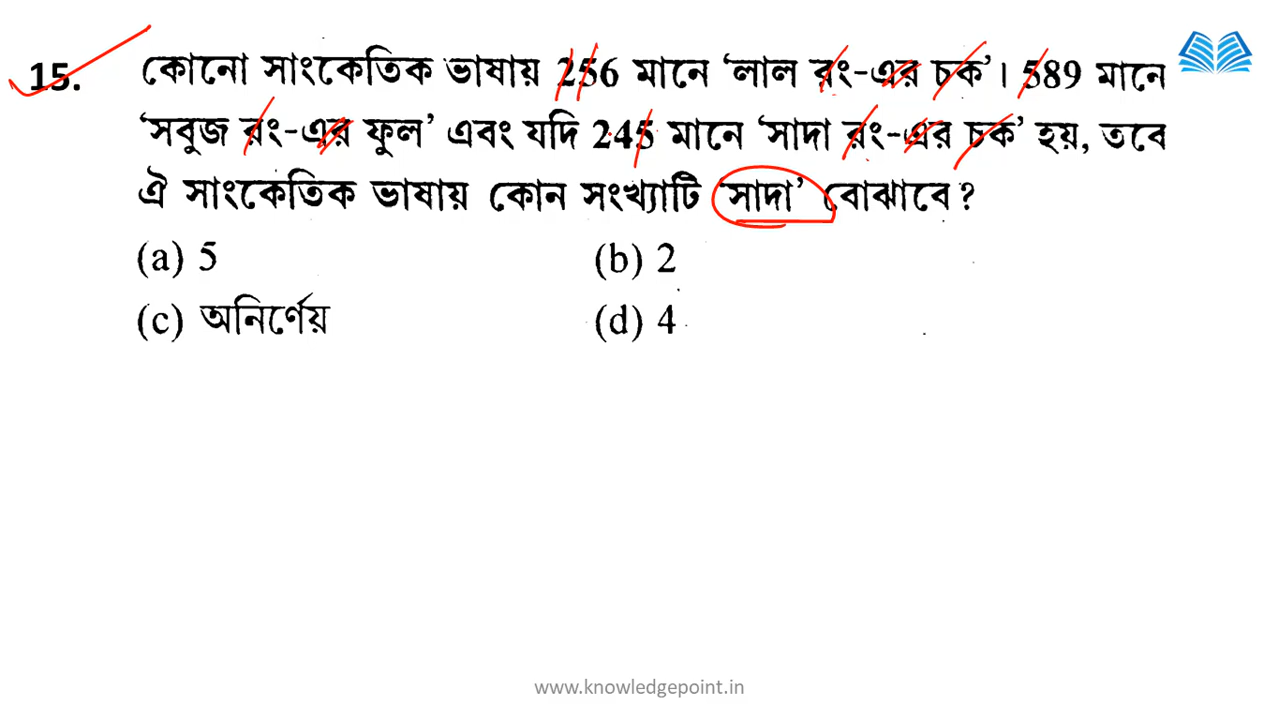 15. কোনো সাংকেতিক ভাষায় 256 মানে ‘লাল রং-এর চক’। 589 মানে
‘সবুজ রং-এর ফুল’ এবং যদি 245 মানে ‘সাদা রং-এর চক’ হয়, তবে
ঐ সাংকেতিক ভাষায় কোন সংখ্যাটি ‘সাদা’ বোঝাবে?
(a) 5 (b) 2
(c) অনির্ণেয় (d) 4
www.knowledgepoint.in